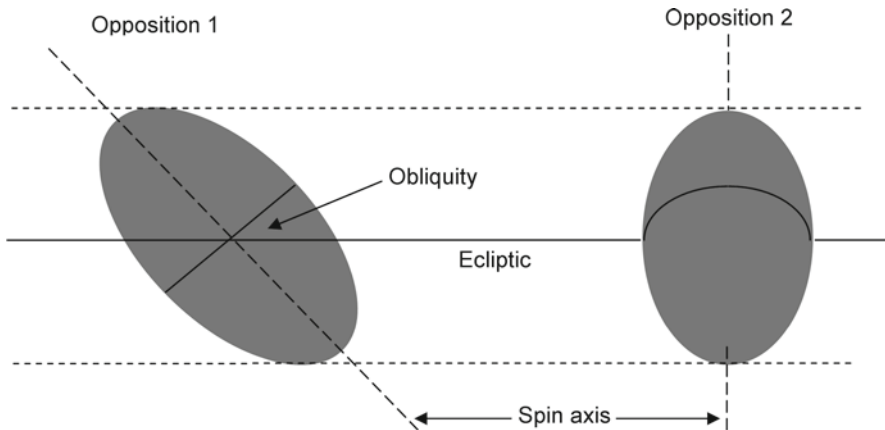 Opposition 1
Opposition 2
Obliquity
Ecliptic
Spin axis